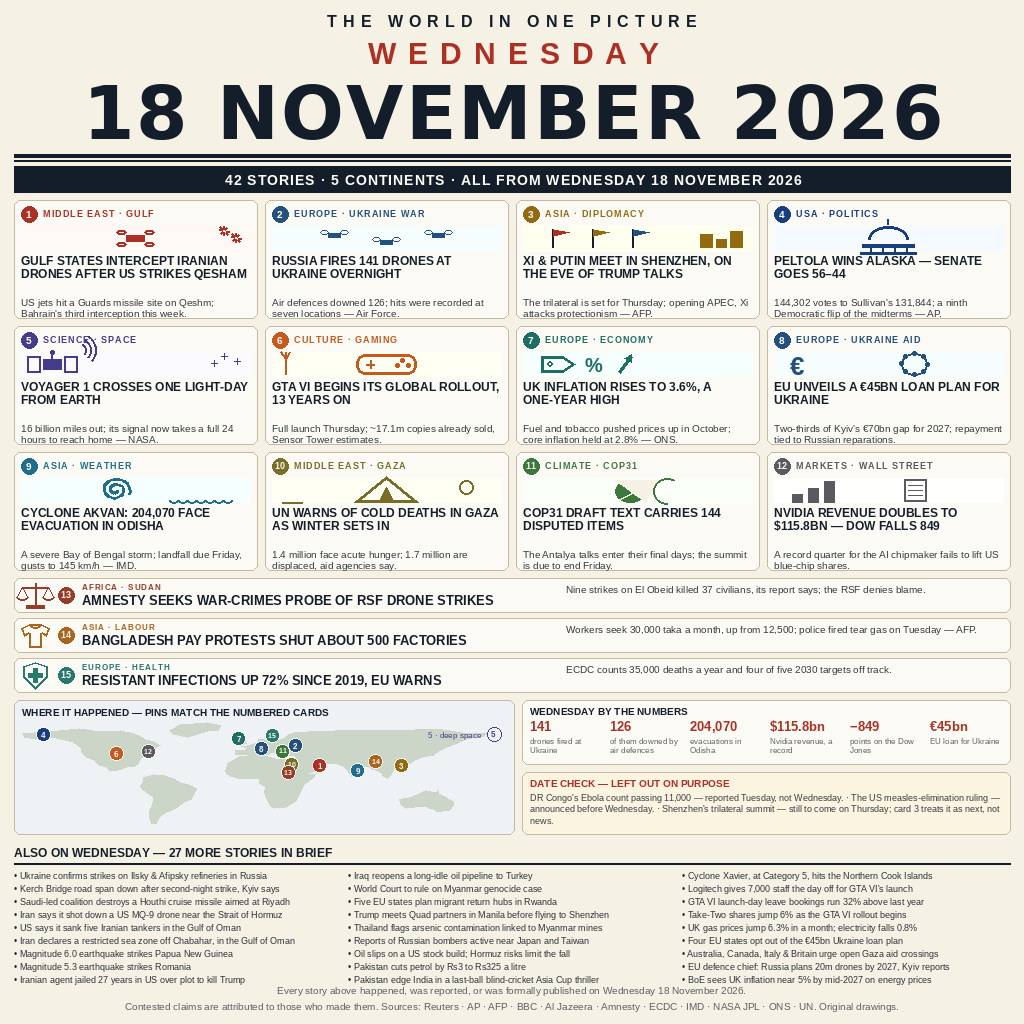 THE WORLD IN ONE PICTURE
WEDNESDAY
18 NOVEMBER 2026
42 STORIES · 5 CONTINENTS · ALL FROM WEDNESDAY 18 NOVEMBER 2026
1 MIDDLE EAST · GULF
GULF STATES INTERCEPT IRANIAN
DRONES AFTER US STRIKES QESHAM
US jets hit a Guards missile site on Qeshm;
Bahrain's third interception this week.
2 EUROPE · UKRAINE WAR
RUSSIA FIRES 141 DRONES AT
UKRAINE OVERNIGHT
Air defences downed 126; hits were recorded at
seven locations — Air Force.
3 ASIA · DIPLOMACY
XI & PUTIN MEET IN SHENZHEN, ON
THE EVE OF TRUMP TALKS
The trilateral is set for Thursday; opening APEC, Xi
attacks protectionism — AFP.
4 USA · POLITICS
PELTOLA WINS ALASKA — SENATE
GOES 56–44
144,302 votes to Sullivan's 131,844; a ninth
Democratic flip of the midterms — AP.
5 SCIENCE · SPACE
VOYAGER 1 CROSSES ONE LIGHT-DAY
FROM EARTH
16 billion miles out; its signal now takes a full 24
hours to reach home — NASA.
6 CULTURE · GAMING
GTA VI BEGINS ITS GLOBAL ROLLOUT,
13 YEARS ON
Full launch Thursday; ~17.1m copies already sold,
Sensor Tower estimates.
7 EUROPE · ECONOMY
%
UK INFLATION RISES TO 3.6%, A
ONE-YEAR HIGH
Fuel and tobacco pushed prices up in October;
core inflation held at 2.8% — ONS.
8 EUROPE · UKRAINE AID
€
EU UNVEILS A €45BN LOAN PLAN FOR
UKRAINE
Two-thirds of Kyiv's €70bn gap for 2027; repayment
tied to Russian reparations.
9 ASIA · WEATHER
CYCLONE AKVAN: 204,070 FACE
EVACUATION IN ODISHA
A severe Bay of Bengal storm; landfall due Friday,
gusts to 145 km/h — IMD.
10 MIDDLE EAST · GAZA
UN WARNS OF COLD DEATHS IN GAZA
AS WINTER SETS IN
1.4 million face acute hunger; 1.7 million are
displaced, aid agencies say.
11 CLIMATE · COP31
COP31 DRAFT TEXT CARRIES 144
DISPUTED ITEMS
The Antalya talks enter their final days; the summit
is due to end Friday.
12 MARKETS · WALL STREET
NVIDIA REVENUE DOUBLES TO
$115.8BN — DOW FALLS 849
A record quarter for the AI chipmaker fails to lift US
blue-chip shares.
13 AFRICA · SUDAN
AMNESTY SEEKS WAR-CRIMES PROBE OF RSF DRONE STRIKES
Nine strikes on El Obeid killed 37 civilians, its report says; the RSF denies blame.
14 ASIA · LABOUR
BANGLADESH PAY PROTESTS SHUT ABOUT 500 FACTORIES
Workers seek 30,000 taka a month, up from 12,500; police fired tear gas on Tuesday — AFP.
15 EUROPE · HEALTH
RESISTANT INFECTIONS UP 72% SINCE 2019, EU WARNS
ECDC counts 35,000 deaths a year and four of five 2030 targets off track.
WHERE IT HAPPENED — PINS MATCH THE NUMBERED CARDS
4 6 12 7 15 8 11 2 10 13 1 9 14 3
5 · deep space 5
WEDNESDAY BY THE NUMBERS
141 126 204,070 $115.8bn −849 €45bn
drones fired at of them downed by evacuations in Nvidia revenue, a points on the Dow EU loan for Ukraine
Ukraine air defences Odisha record Jones
DATE CHECK — LEFT OUT ON PURPOSE
DR Congo's Ebola count passing 11,000 — reported Tuesday, not Wednesday. · The US measles-elimination ruling —
announced before Wednesday. · Shenzhen's trilateral summit — still to come on Thursday; card 3 treats it as next, not
news.
ALSO ON WEDNESDAY — 27 MORE STORIES IN BRIEF
• Ukraine confirms strikes on Ilsky & Afipsky refineries in Russia
• Kerch Bridge road span down after second-night strike, Kyiv says
• Saudi-led coalition destroys a Houthi cruise missile aimed at Riyadh
• Iran says it shot down a US MQ-9 drone near the Strait of Hormuz
• US says it sank five Iranian tankers in the Gulf of Oman
• Iran declares a restricted sea zone off Chabahar, in the Gulf of Oman
• Magnitude 6.0 earthquake strikes Papua New Guinea
• Magnitude 5.3 earthquake strikes Romania
• Iranian agent jailed 27 years in US over plot to kill Trump
• Iraq reopens a long-idle oil pipeline to Turkey
• World Court to rule on Myanmar genocide case
• Five EU states plan migrant return hubs in Rwanda
• Trump meets Quad partners in Manila before flying to Shenzhen
• Thailand flags arsenic contamination linked to Myanmar mines
• Reports of Russian bombers active near Japan and Taiwan
• Oil slips on a US stock build; Hormuz risks limit the fall
• Pakistan cuts petrol by Rs3 to Rs325 a litre
• Pakistan edge India in a last-ball blind-cricket Asia Cup thriller
• Cyclone Xavier, at Category 5, hits the Northern Cook Islands
• Logitech gives 7,000 staff the day off for GTA VI's launch
• GTA VI launch-day leave bookings run 32% above last year
• Take-Two shares jump 6% as the GTA VI rollout begins
• UK gas prices jump 6.3% in a month; electricity falls 0.8%
• Four EU states opt out of the €45bn Ukraine loan plan
• Australia, Canada, Italy & Britain urge open Gaza aid crossings
• EU defence chief: Russia plans 20m drones by 2027, Kyiv reports
• BoE sees UK inflation near 5% by mid-2027 on energy prices
Every story above happened, was reported, or was formally published on Wednesday 18 November 2026.
Contested claims are attributed to those who made them. Sources: Reuters · AP · AFP · BBC · Al Jazeera · Amnesty · ECDC · IMD · NASA JPL · ONS · UN. Original drawings.